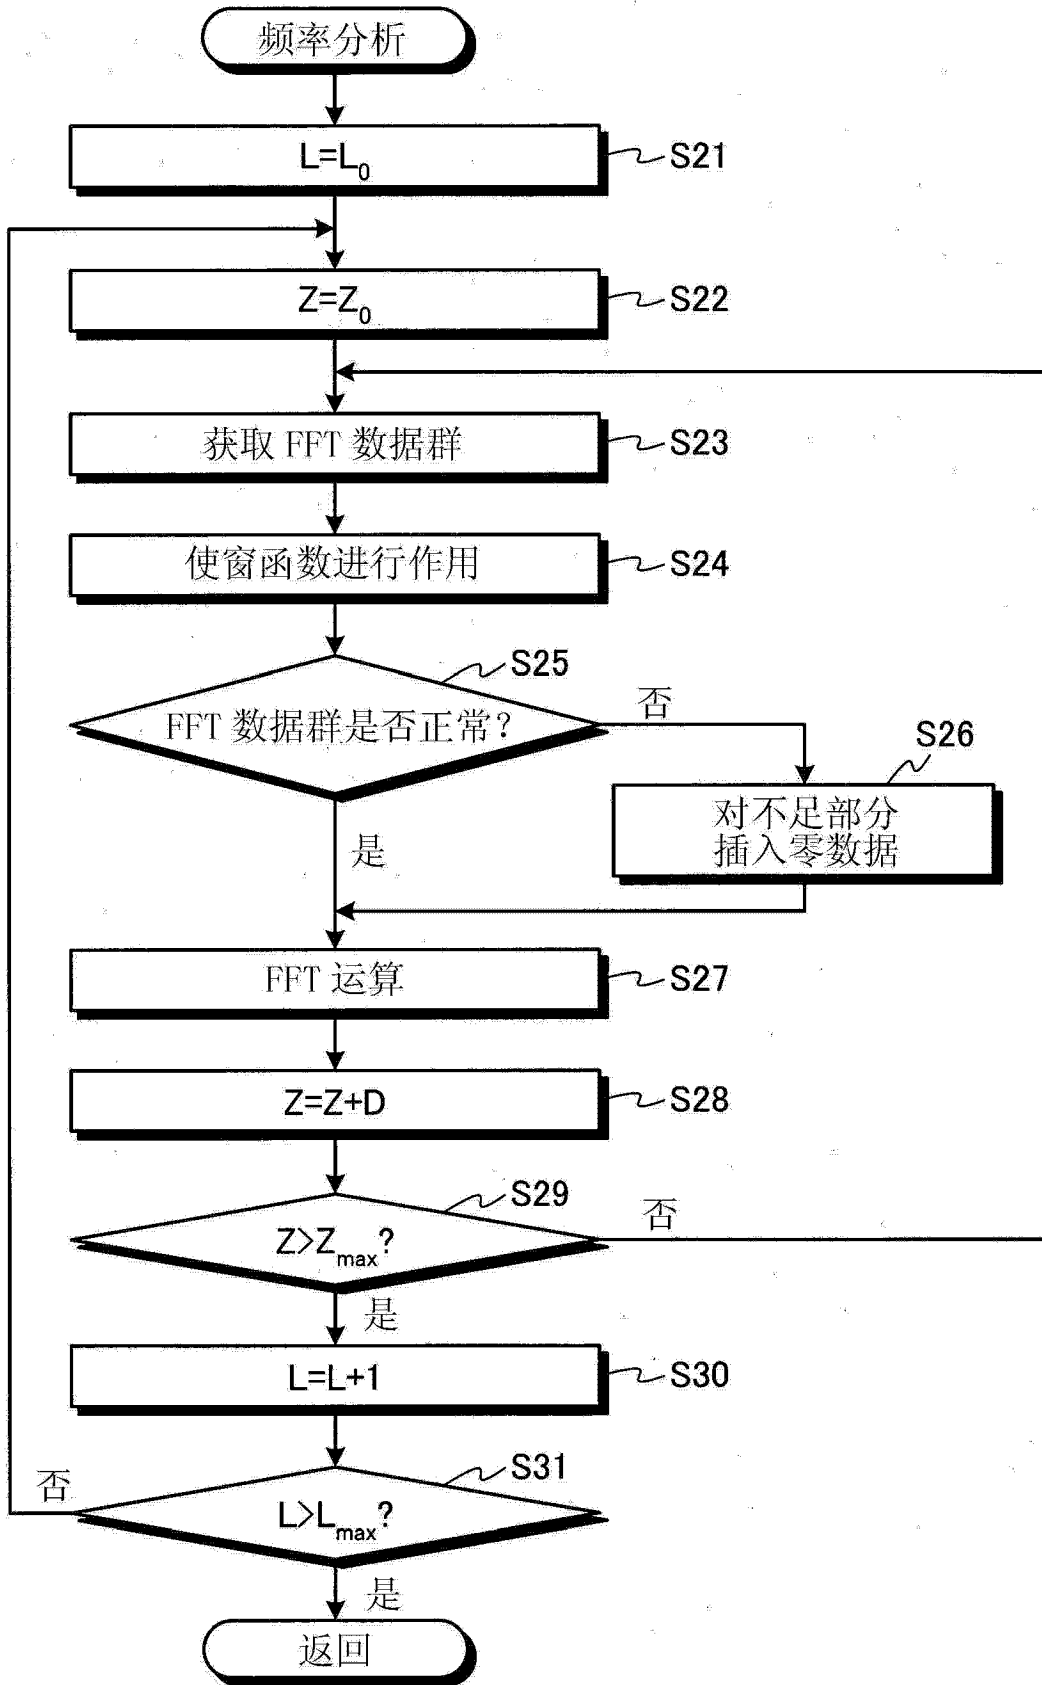 频率分析
L=L₀
S21
Z=Z₀
S22
获取 FFT 数据群
S23
使窗函数进行作用
S24
S25
FFT 数据群是否正常？
否
S26
对不足部分
插入零数据
是
FFT 运算
S27
Z=Z+D
S28
S29
Z>Zmax?
否
是
L=L+1
S30
S31
否
L>Lmax?
是
返回